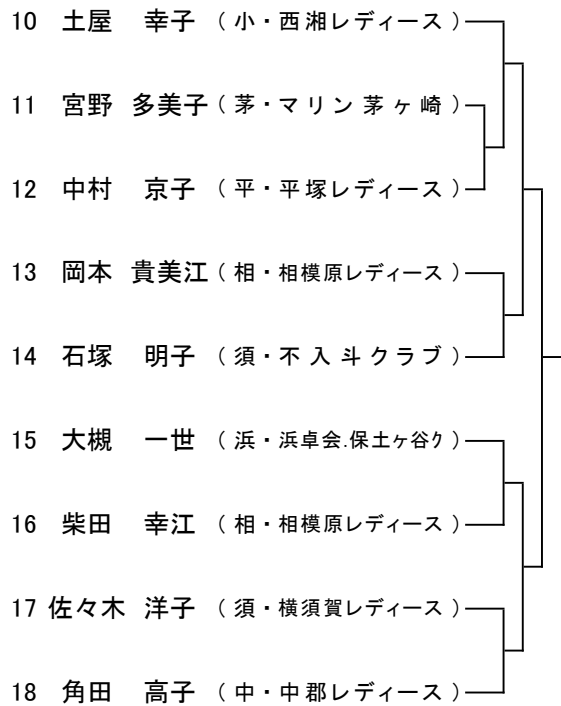 10 土屋 幸子 （小・西湘レディース）
11 宮野 多美子（茅・マリン茅ヶ崎）
12 中村 京子 （平・平塚レディース）
13 岡本 貴美江（相・相模原レディース）
14 石塚 明子 （須・不入斗クラブ）
15 大槻 一世 （浜・浜卓会.保土ヶ谷ｸ）
16 柴田 幸江 （相・相模原レディース）
17 佐々木 洋子 （須・横須賀レディース）
18 角田 高子 （中・中郡レディース）